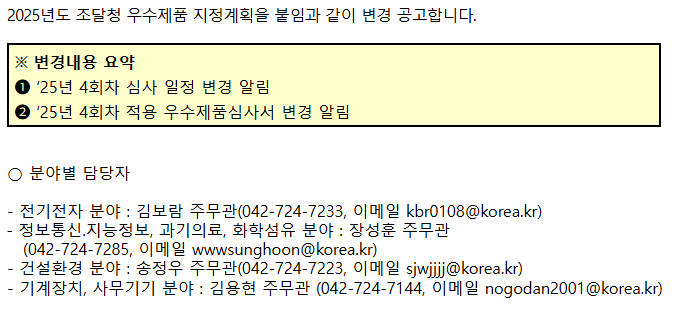 2025년도 조달청 우수제품 지정계획을 붙임과 같이 변경 공고합니다.
※ 변경내용 요약
❶ ‘25년 4회차 심사 일정 변경 알림
❷ ‘25년 4회차 적용 우수제품심사서 변경 알림
○ 분야별 담당자
- 전기전자 분야 : 김보람 주무관(042-724-7233, 이메일 kbr0108@korea.kr)
- 정보통신.지능정보, 과기의료, 화학섬유 분야 : 장성훈 주무관
(042-724-7285, 이메일 wwwsunghoon@korea.kr)
- 건설환경 분야 : 송정우 주무관(042-724-7223, 이메일 sjwjjjj@korea.kr)
- 기계장치, 사무기기 분야 : 김용현 주무관 (042-724-7144, 이메일 nogodan2001@korea.kr)